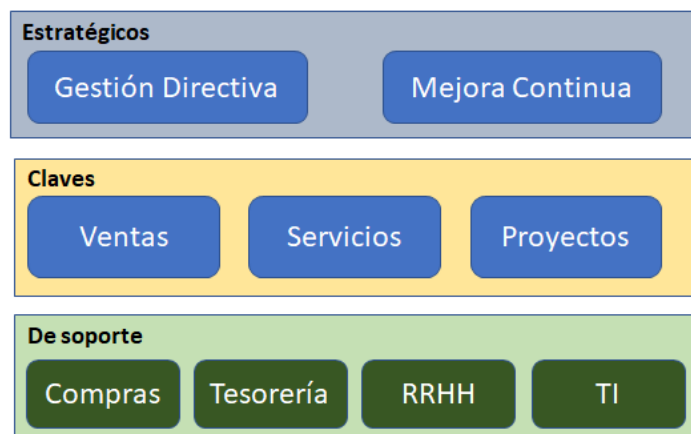 Estratégicos
Gestión Directiva
Mejora Continua
Claves
Ventas
Servicios
Proyectos
De soporte
Compras
Tesorería
RRHH
TI